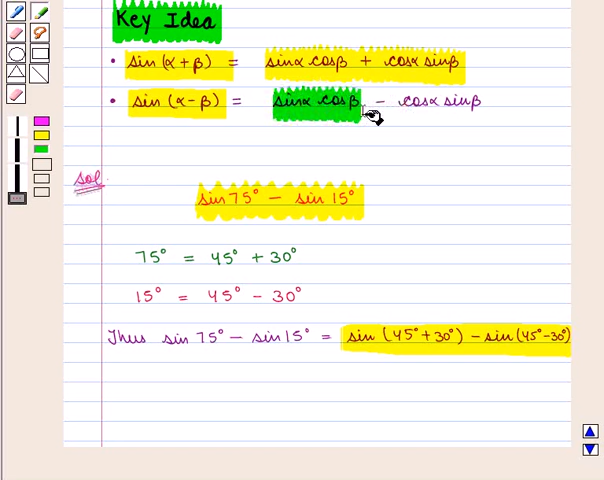 Key Idea
• sin (α + β) = sinα cosβ + cosα sinβ
• sin (α - β) = sinα cosβ - cosα sinβ
Sol
sin 75° - sin 15°
75° = 45° + 30°
15° = 45° - 30°
Thus sin 75° - sin 15° = sin (45° + 30°) - sin (45° - 30°)